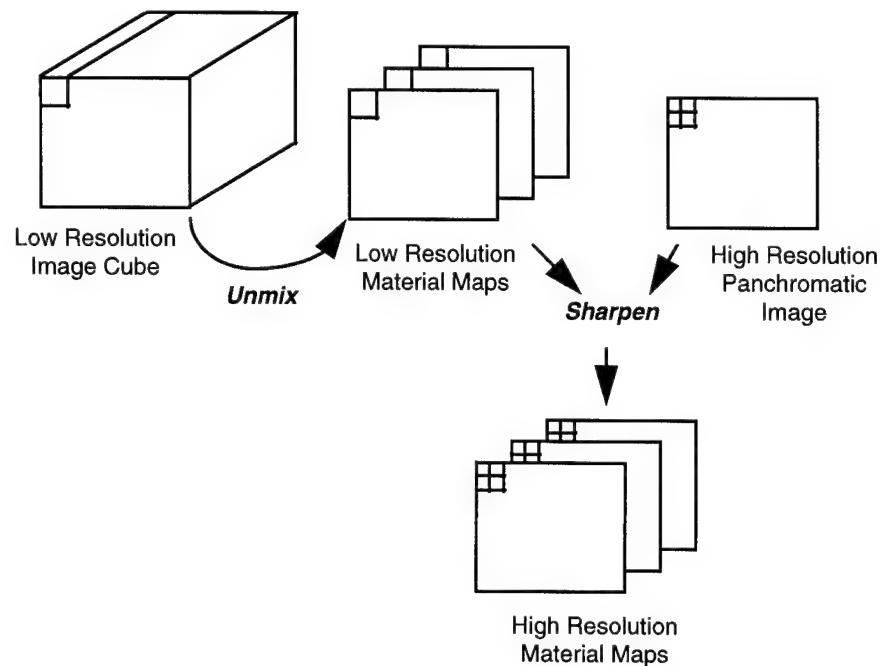 Low Resolution
Image Cube
Unmix
Low Resolution
Material Maps
High Resolution
Panchromatic
Image
Sharpen
High Resolution
Material Maps